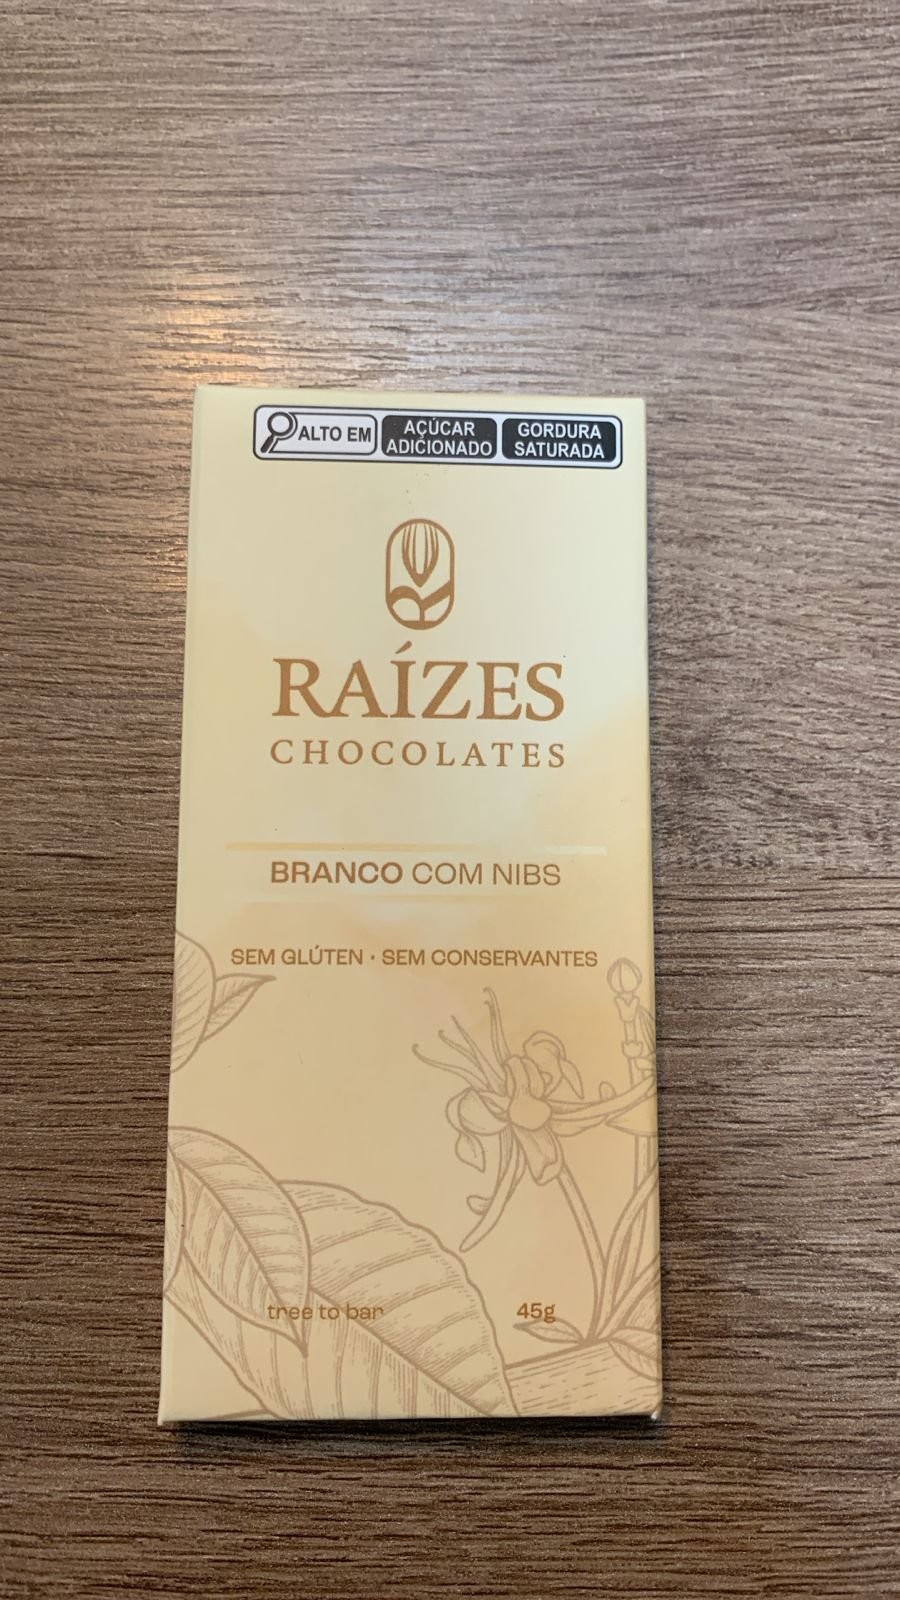 ALTO EM
AÇÚCAR
ADICIONADO
GORDURA
SATURADA
RAÍZES
CHOCOLATES
BRANCO COM NIBS
SEM GLÚTEN · SEM CONSERVANTES
tree to bar
45g